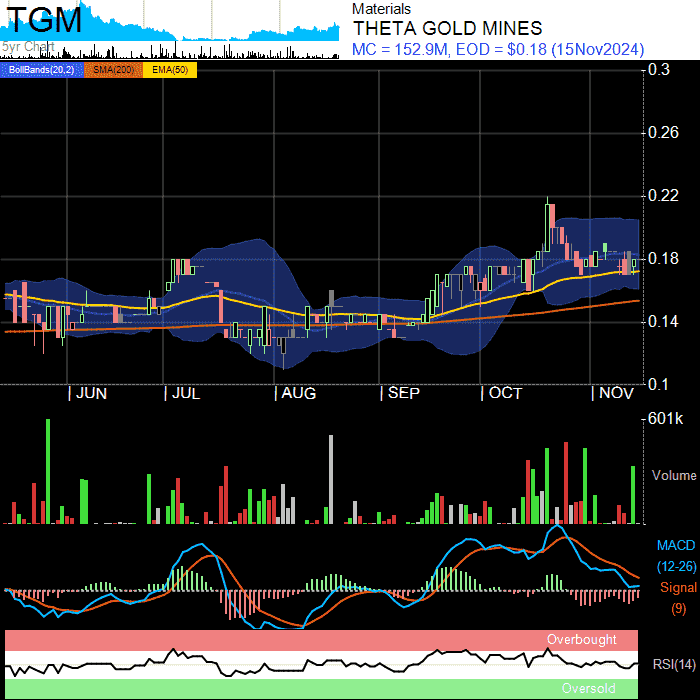 TGM
5yr Chart
Materials
THETA GOLD MINES
MC = 152.9M, EOD = $0.18 (15Nov2024)
BollBands(20,2) SMA(200) EMA(50)
0.3
0.26
0.22
0.18
0.14
0.1
JUN JUL AUG SEP OCT NOV
601k
Volume
MACD
(12-26)
Signal
(9)
Overbought
RSI(14)
Oversold